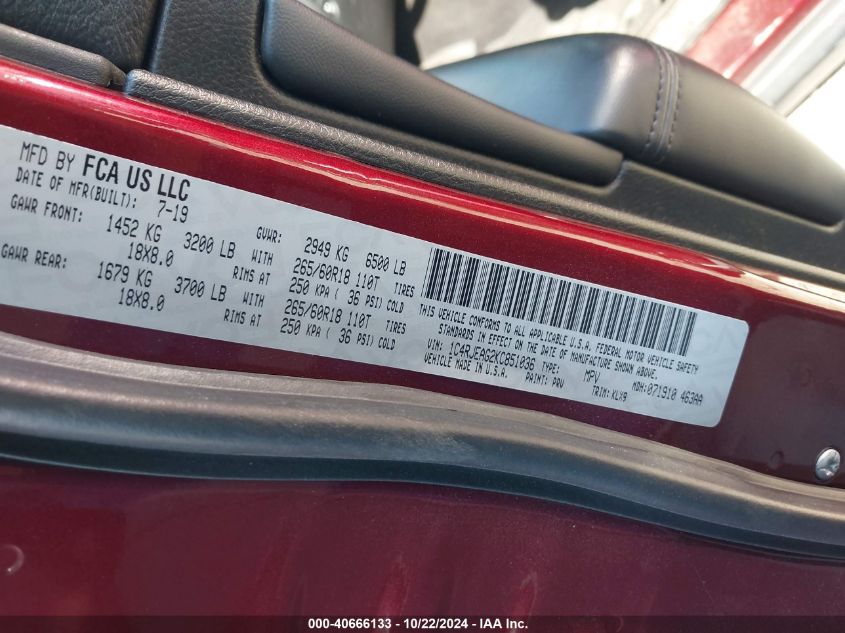 MFD BY FCA US LLC
DATE OF MFR(BUILT): 7-19
GVWR: 2949 KG 6500 LB
GAWR FRONT: 1452 KG 3200 LB WITH 265/60R18 110T TIRES
18X8.0 RIMS AT 250 KPA ( 36 PSI) COLD
GAWR REAR: 1679 KG 3700 LB WITH 265/60R18 110T TIRES
18X8.0 RIMS AT 250 KPA ( 36 PSI) COLD
THIS VEHICLE CONFORMS TO ALL APPLICABLE U.S.A. FEDERAL MOTOR VEHICLE SAFETY
STANDARDS IN EFFECT ON THE DATE OF MANUFACTURE SHOWN ABOVE.
VIN: 1C4RJEAG2KC851036 TYPE: MPV MDH:071910 463AA
VEHICLE MADE IN U.S.A. PAINT: PRV TRIM: KLX9
000-40666133 - 10/22/2024 - IAA Inc.